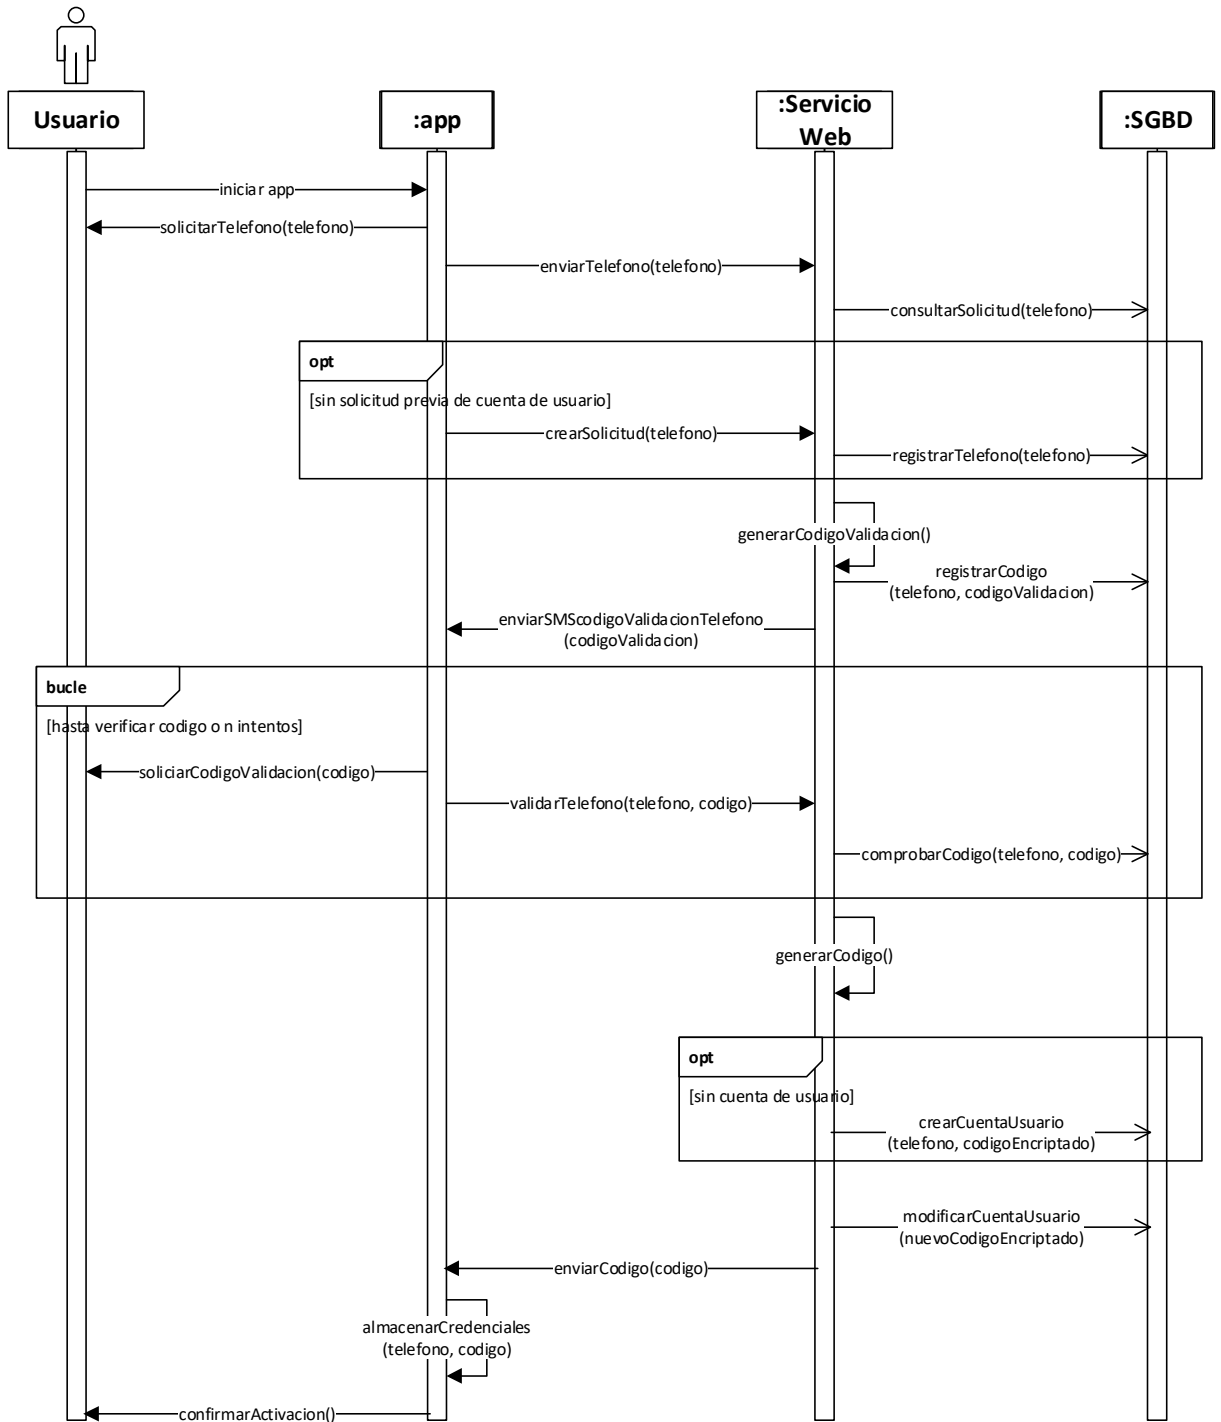 Usuario
:app
:Servicio
Web
:SGBD
iniciar app
solicitarTelefono(telefono)
enviarTelefono(telefono)
consultarSolicitud(telefono)
opt
[sin solicitud previa de cuenta de usuario]
crearSolicitud(telefono)
registrarTelefono(telefono)
generarCodigoValidacion()
registrarCodigo
(telefono, codigoValidacion)
enviarSMScodigoValidacionTelefono
(codigoValidacion)
bucle
[hasta verificar codigo o n intentos]
soliciarCodigoValidacion(codigo)
validarTelefono(telefono, codigo)
comprobarCodigo(telefono, codigo)
generarCodigo()
opt
[sin cuenta de usuario]
crearCuentaUsuario
(telefono, codigoEncriptado)
modificarCuentaUsuario
(nuevoCodigoEncriptado)
enviarCodigo(codigo)
almacenarCredenciales
(telefono, codigo)
confirmarActivacion()